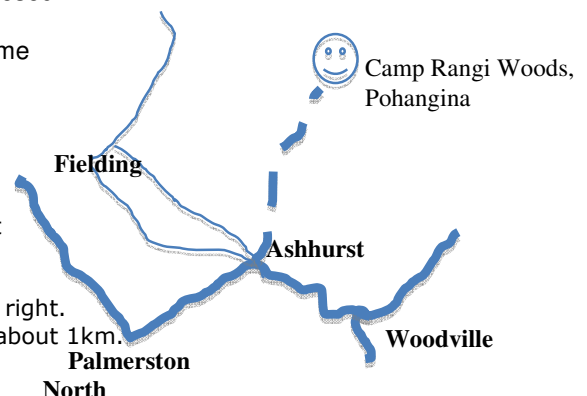 me
Camp Rangi Woods,
Pohangina
Fielding
t
Ashhurst
right.
about 1km.
Woodville
Palmerston
North